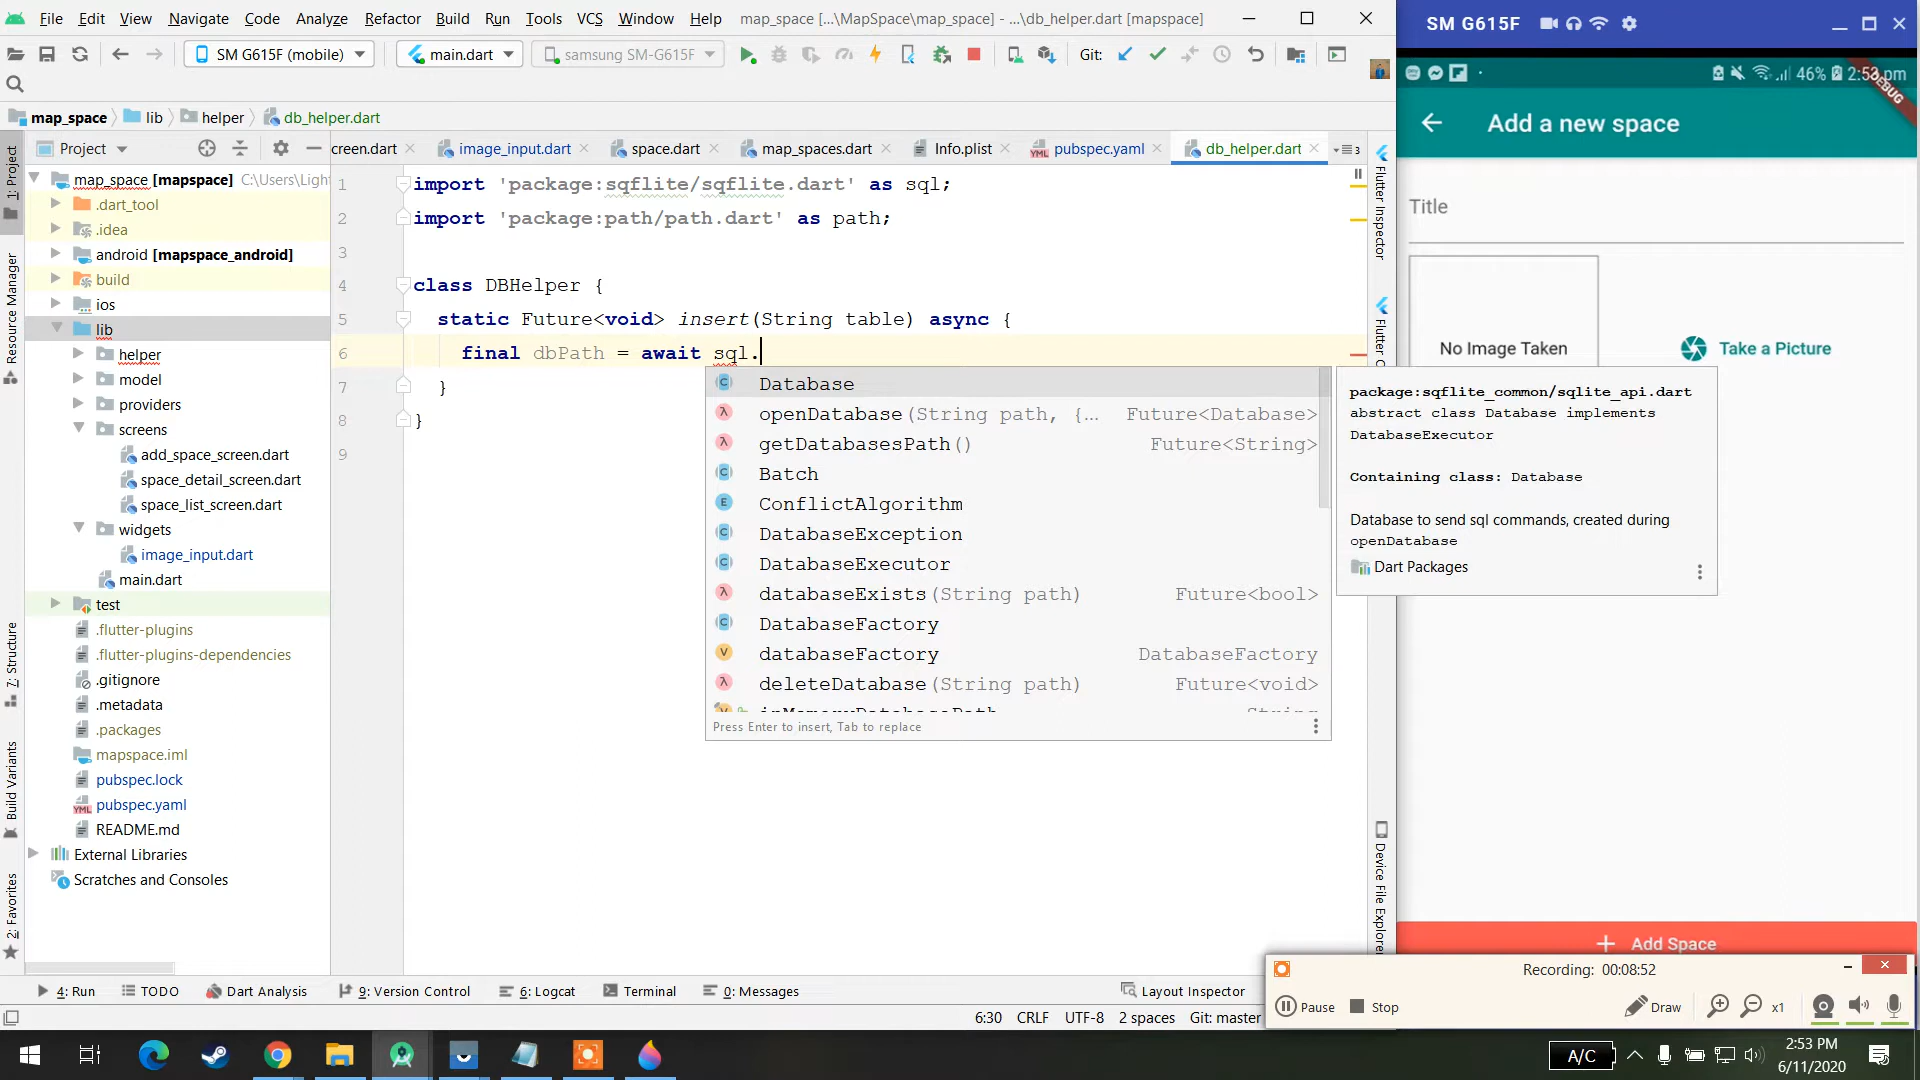 File Edit View Navigate Code Analyze Refactor Build Run Tools VCS Window Help map_space [...\MapSpace\map_space] - ...\db_helper.dart [mapspace]
SM G615F (mobile) main.dart samsung SM-G615F Git:
map_space lib helper db_helper.dart
Project
creen.dart image_input.dart space.dart map_spaces.dart Info.plist pubspec.yaml db_helper.dart 3
map_space [mapspace] C:\Users\Ligh
.dart_tool
.idea
android [mapspace_android]
build
ios
lib
helper
model
providers
screens
add_space_screen.dart
space_detail_screen.dart
space_list_screen.dart
widgets
image_input.dart
main.dart
test
.flutter-plugins
.flutter-plugins-dependencies
.gitignore
.metadata
.packages
mapspace.iml
pubspec.lock
pubspec.yaml
README.md
External Libraries
Scratches and Consoles
1: Project
Resource Manager
7: Structure
Build Variants
2: Favorites
1 import 'package:sqflite/sqflite.dart' as sql;
2 import 'package:path/path.dart' as path;
3
4 class DBHelper {
5 static Future<void> insert(String table) async {
6 final dbPath = await sql.
7 }
8 }
9
Database
openDatabase(String path, {... Future<Database>
getDatabasesPath() Future<String>
Batch
ConflictAlgorithm
DatabaseException
DatabaseExecutor
databaseExists(String path) Future<bool>
DatabaseFactory
databaseFactory DatabaseFactory
deleteDatabase(String path) Future<void>
inMemoryDatabasePath String
Press Enter to insert, Tab to replace
package:sqflite_common/sqlite_api.dart
abstract class Database implements
DatabaseExecutor
Containing class: Database
Database to send sql commands, created during
openDatabase
Dart Packages
Flutter Inspector
Device File Explorer
4: Run TODO Dart Analysis 9: Version Control 6: Logcat Terminal 0: Messages Layout Inspector
6:30 CRLF UTF-8 2 spaces Git: master
SM G615F
46% 2:53 pm
DEBUG
Add a new space
Title
No Image Taken
Take a Picture
Add Space
Recording: 00:08:52
Pause Stop Draw x1
A/C
2:53 PM
6/11/2020